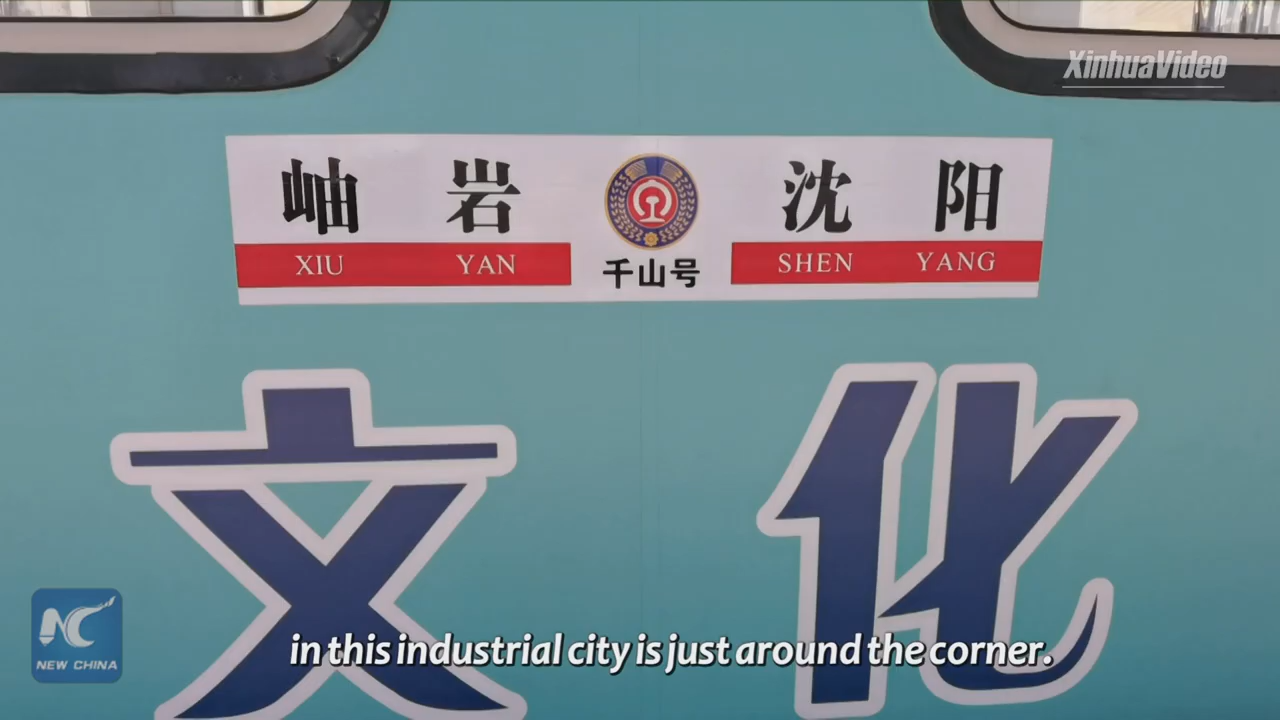 XinhuaVideo
岫岩 沈阳
XIU YAN SHEN YANG
千山号
文化
in this industrial city is just around the corner.
NC
NEW CHINA